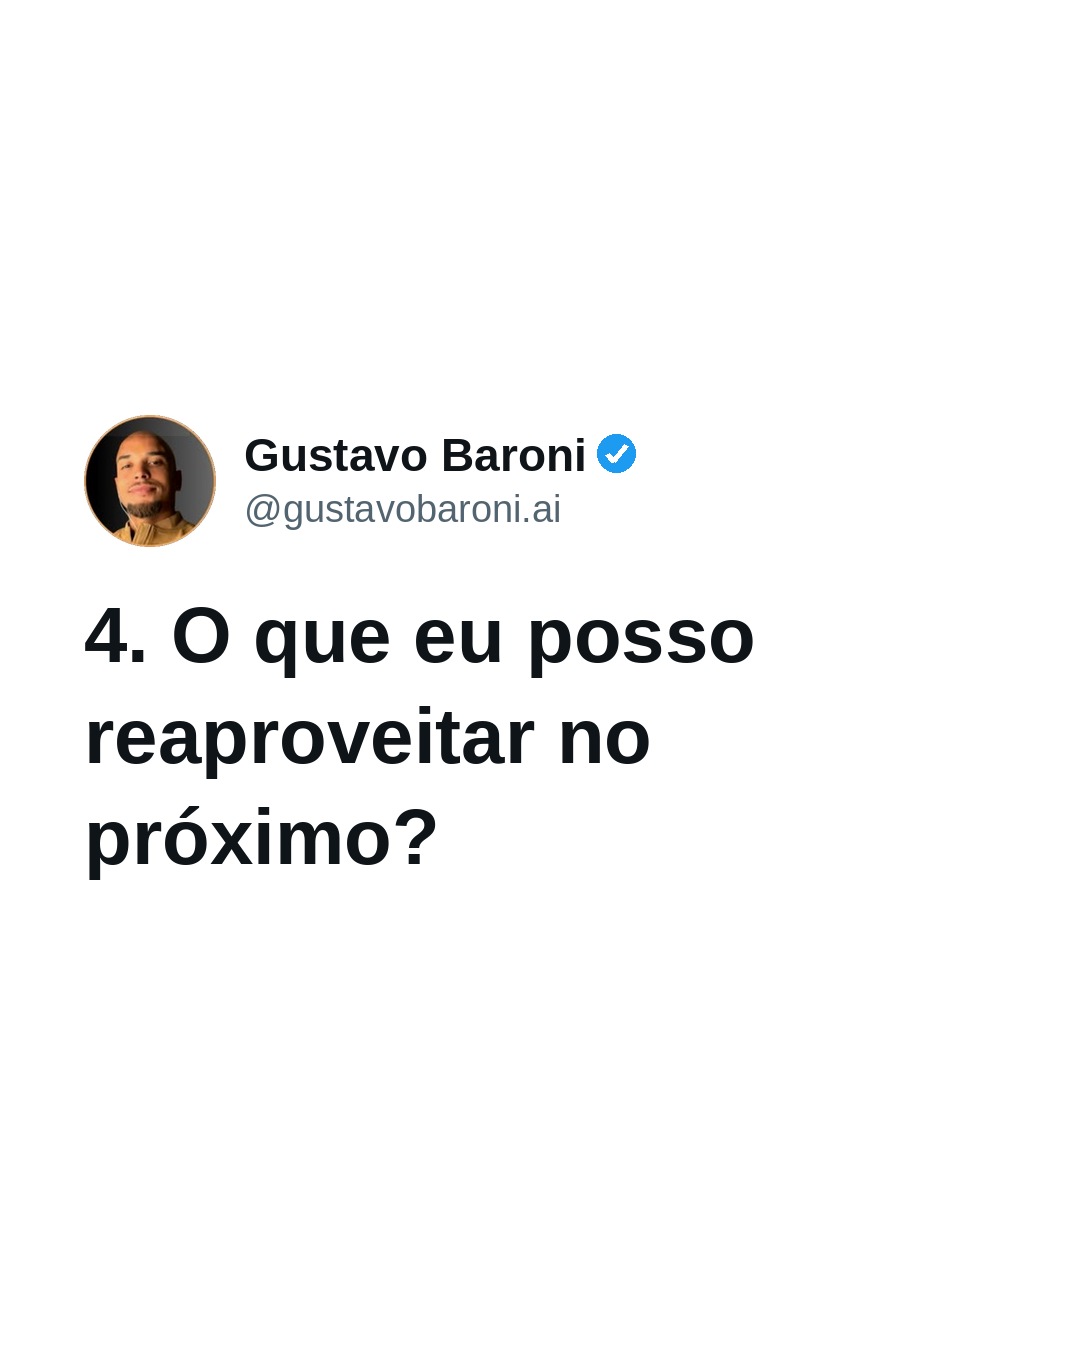 Gustavo Baroni
@gustavobaroni.ai
4. O que eu posso
reaproveitar no
próximo?